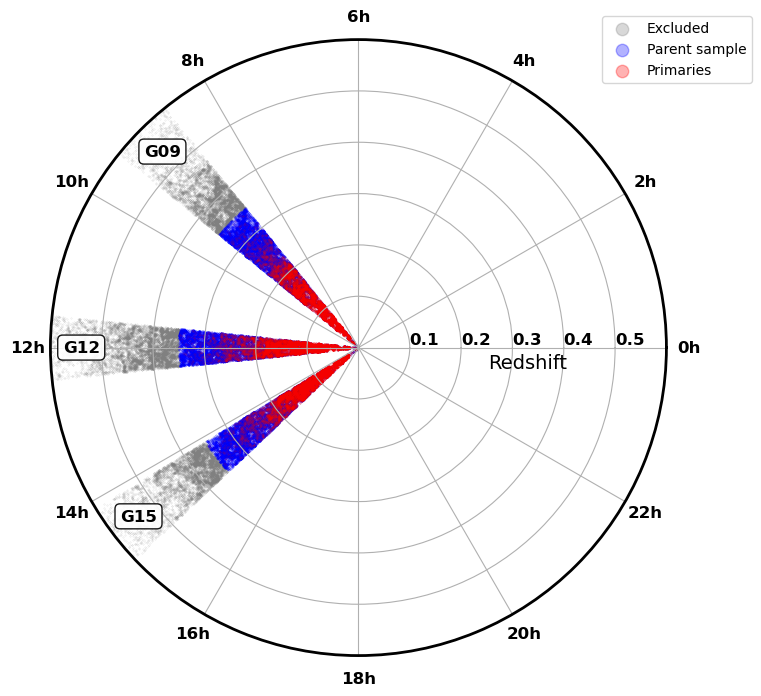 6h
Excluded
Parent sample
Primaries
8h
4h
G09
10h
2h
12h
G12
0.1 0.2 0.3 0.4 0.5
0h
Redshift
14h
G15
22h
16h
20h
18h